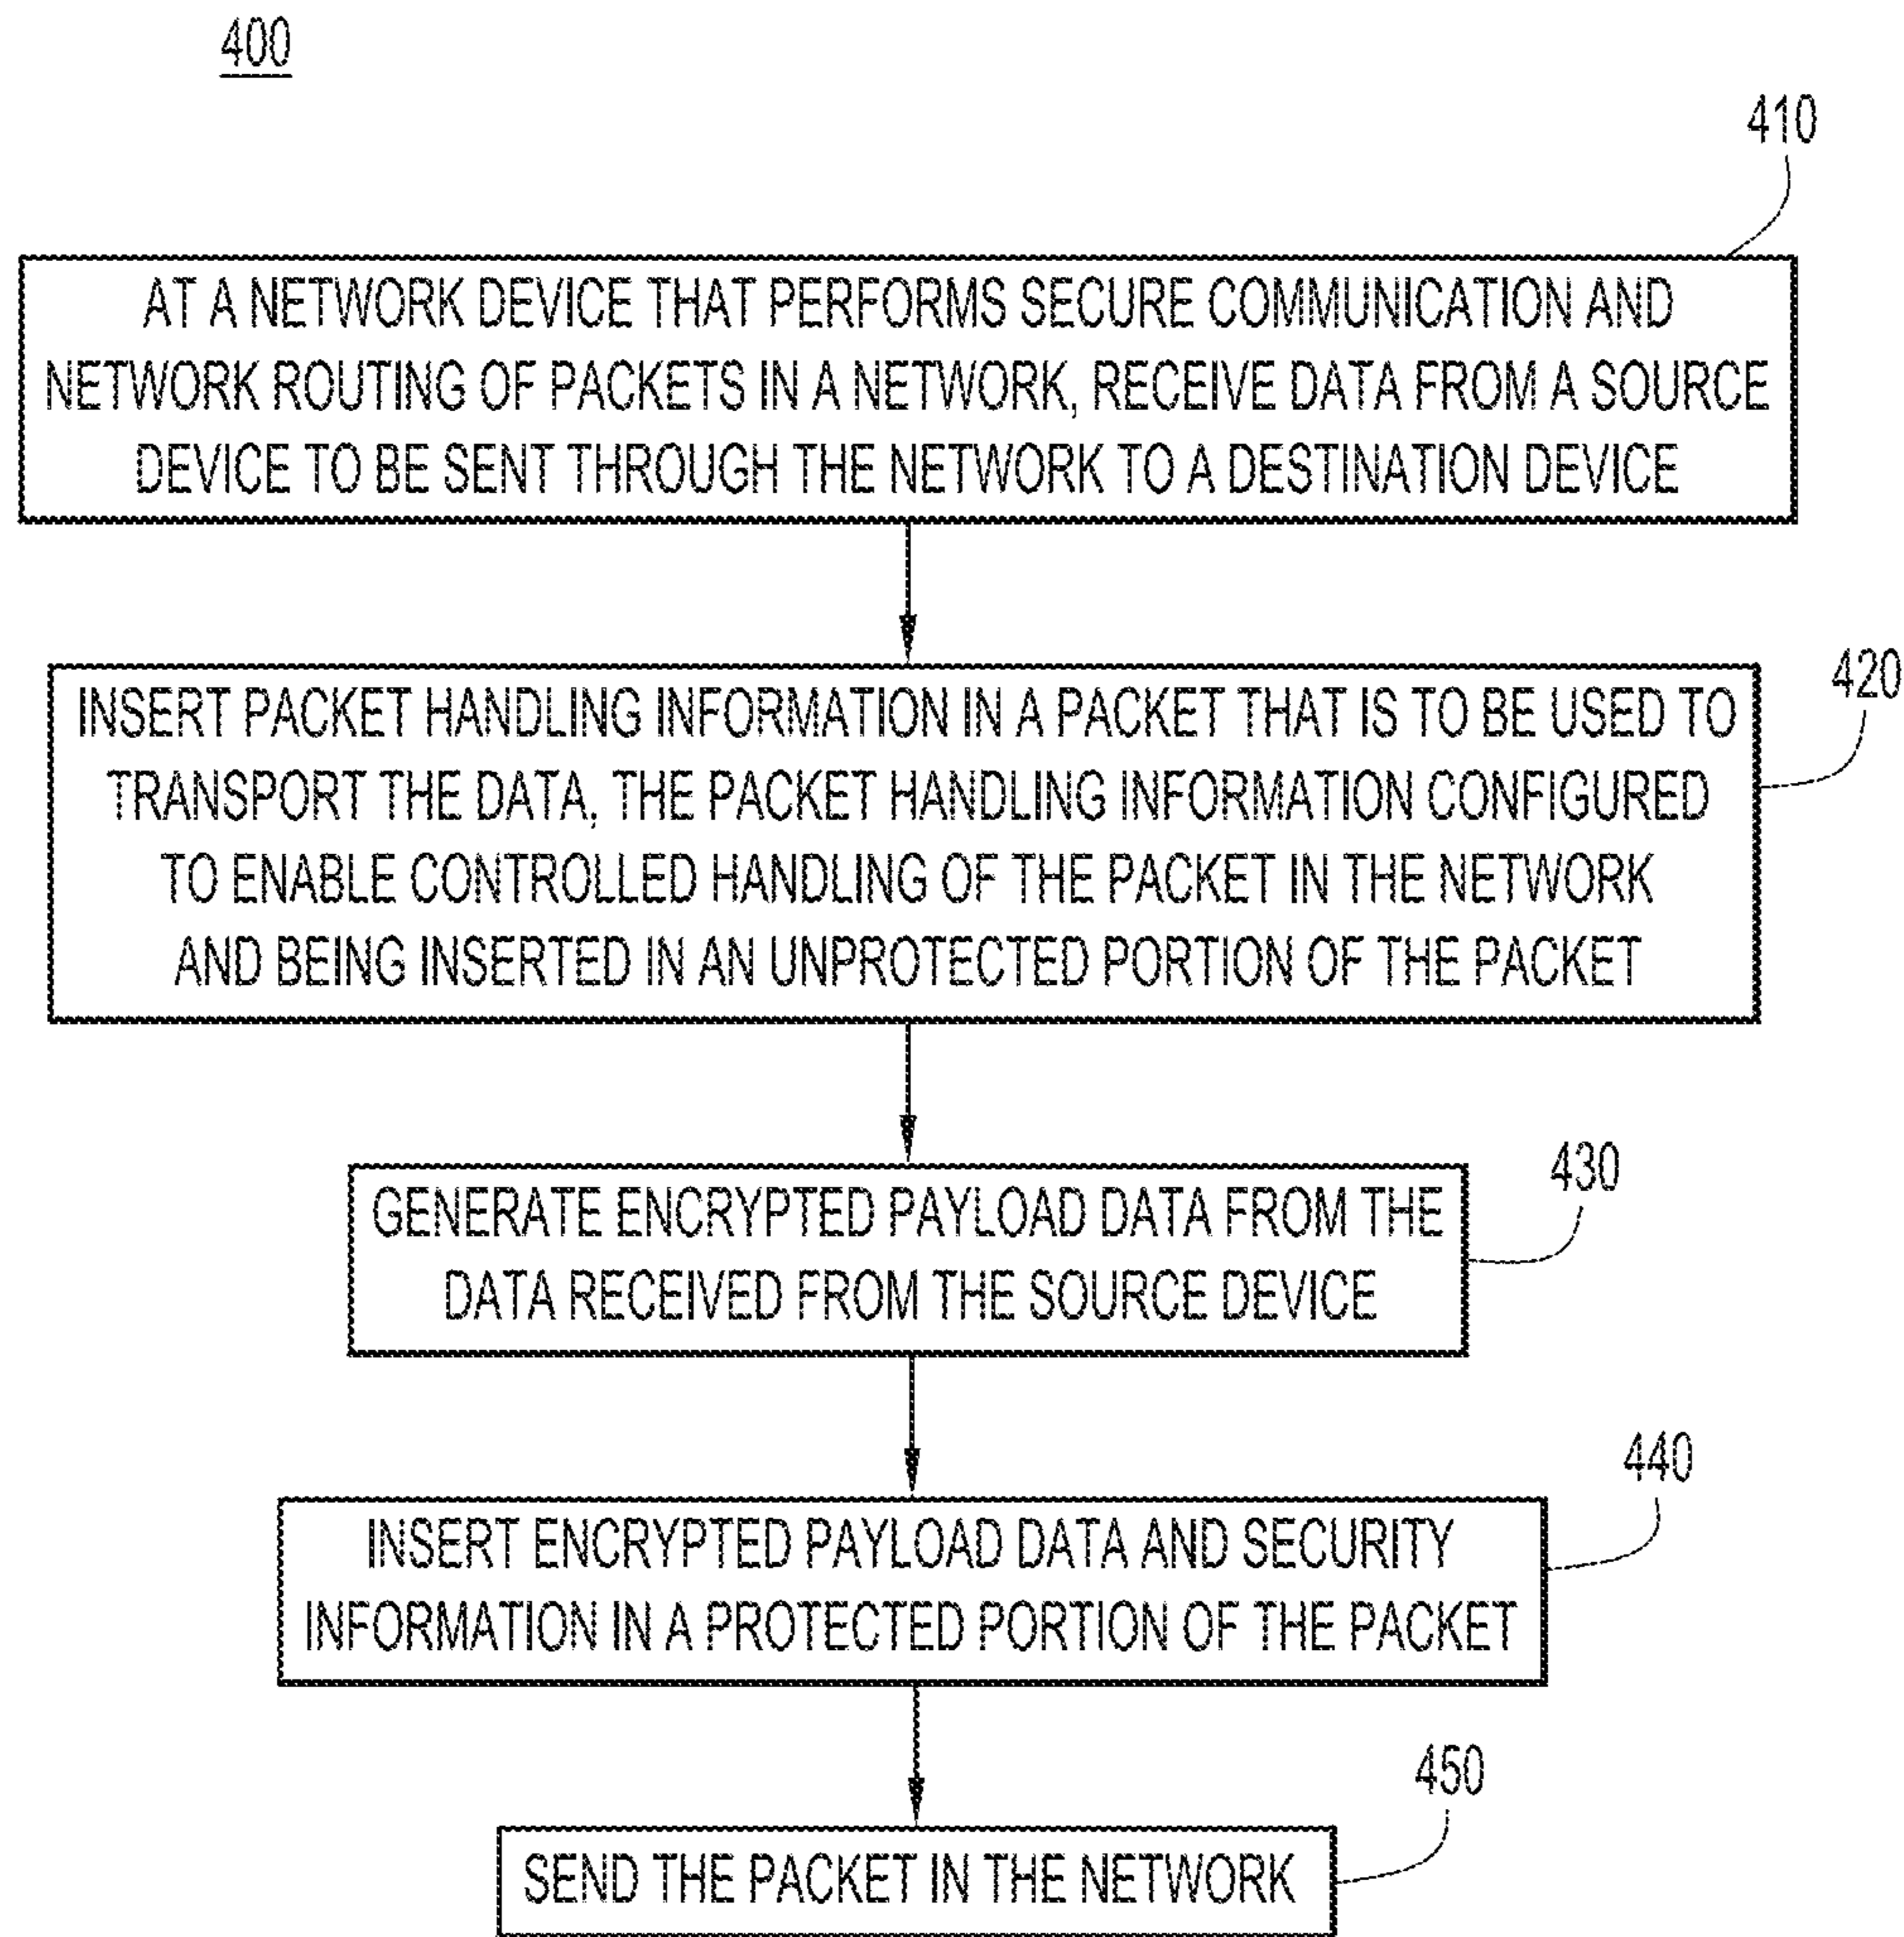 400
410
AT A NETWORK DEVICE THAT PERFORMS SECURE COMMUNICATION AND
NETWORK ROUTING OF PACKETS IN A NETWORK, RECEIVE DATA FROM A SOURCE
DEVICE TO BE SENT THROUGH THE NETWORK TO A DESTINATION DEVICE
420
INSERT PACKET HANDLING INFORMATION IN A PACKET THAT IS TO BE USED TO
TRANSPORT THE DATA, THE PACKET HANDLING INFORMATION CONFIGURED
TO ENABLE CONTROLLED HANDLING OF THE PACKET IN THE NETWORK
AND BEING INSERTED IN AN UNPROTECTED PORTION OF THE PACKET
430
GENERATE ENCRYPTED PAYLOAD DATA FROM THE
DATA RECEIVED FROM THE SOURCE DEVICE
440
INSERT ENCRYPTED PAYLOAD DATA AND SECURITY
INFORMATION IN A PROTECTED PORTION OF THE PACKET
450
SEND THE PACKET IN THE NETWORK